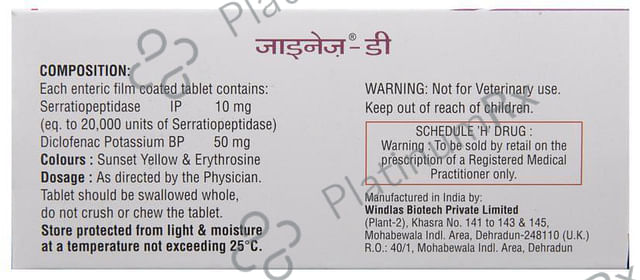 जाइनेज़® - डी
COMPOSITION:
Each enteric film coated tablet contains:
Serratiopeptidase IP 10 mg
(eq. to 20,000 units of Serratiopeptidase)
Diclofenac Potassium BP 50 mg
Colours : Sunset Yellow & Erythrosine
Dosage : As directed by the Physician.
Tablet should be swallowed whole,
do not crush or chew the tablet.
Store protected from light & moisture
at a temperature not exceeding 25°C.
WARNING: Not for Veterinary use.
Keep out of reach of children.
SCHEDULE 'H' DRUG :
Warning : To be sold by retail on the
prescription of a Registered Medical
Practitioner only.
Manufactured in India by:
Windlas Biotech Private Limited
(Plant-2), Khasra No. 141 to 143 & 145,
Mohabewala Indl. Area, Dehradun-248110 (U.K.)
R.O.: 40/1, Mohabewala Indl. Area, Dehradun
PlatinumRx